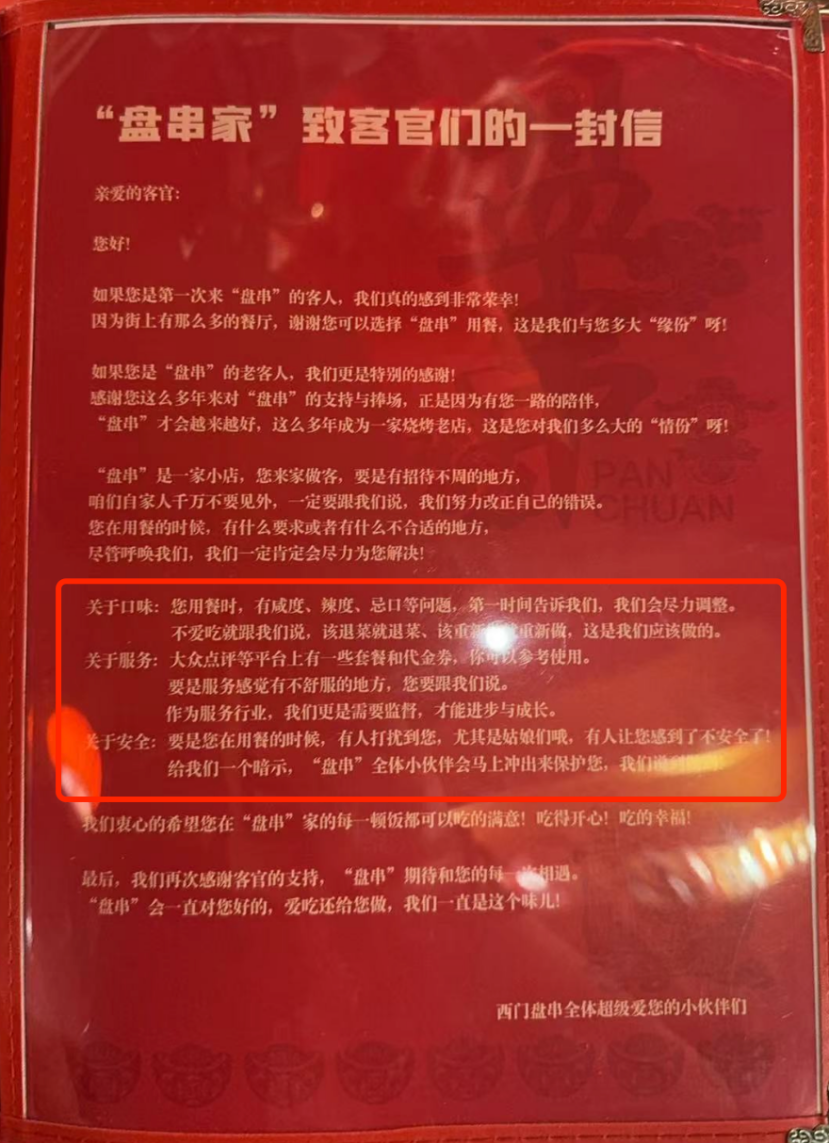 “盘串家”致客官们的一封信
亲爱的客官：
您好！
如果您是第一次来“盘串”的客人，我们真的感到非常荣幸！
因为街上有那么多的餐厅，谢谢您可以选择“盘串”用餐，这是我们与您多大“缘份”呀！
如果您是“盘串”的老客人，我们更是特别的感谢！
感谢您这么多年来对“盘串”的支持与捧场，正是因为有您一路的陪伴，
“盘串”才会越来越好，这么多年成为一家烧烤老店，这是您对我们多么大的“情份”呀！
“盘串”是一家小店，您来家做客，要是有招待不周的地方，
咱们自家人千万不要见外，一定要跟我们说，我们努力改正自己的错误。
您在用餐的时候，有什么要求或者有什么不合适的地方，
尽管呼唤我们，我们一定肯定会尽力为您解决！
PAN
CHUAN
关于口味：您用餐时，有咸度、辣度、忌口等问题，第一时间告诉我们，我们会尽力调整。
不爱吃就跟我们说，该退菜就退菜、该重新 重新做，这是我们应该做的。
关于服务：大众点评等平台上有一些套餐和代金券，你可以参考使用。
要是服务感觉有不舒服的地方，您要跟我们说。
作为服务行业，我们更是需要监督，才能进步与成长。
关于安全：要是您在用餐的时候，有人打扰到您，尤其是姑娘们哦，有人让您感到了不安全了！
给我们一个暗示，“盘串”全体小伙伴会马上冲出来保护您，我们说到
我们衷心的希望您在“盘串”家的每一顿饭都可以吃的满意！吃得开心！吃的幸福！
最后，我们再次感谢客官的支持，“盘串”期待和您的每一次相遇。
“盘串”会一直对您好的，爱吃还给您做，我们一直是这个味儿！
西门盘串全体超级爱您的小伙伴们